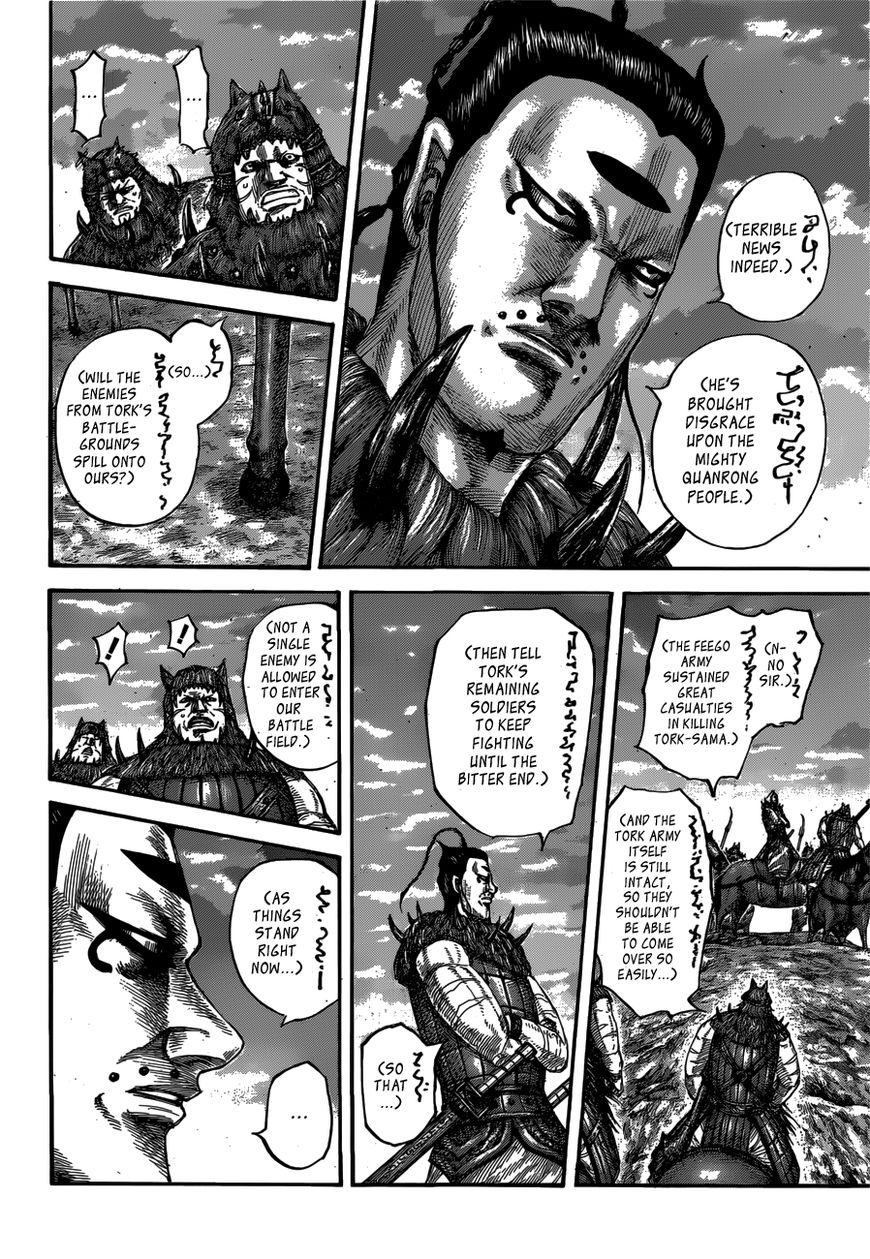 (TERRIBLE
NEWS
INDEED.)
(HE'S
BROUGHT
DISGRACE
UPON THE
MIGHTY
QUANRONG
PEOPLE.)
...
...
(SO...)
(WILL THE
ENEMIES
FROM TORK'S
BATTLE-
GROUNDS
SPILL ONTO
OURS?)
(N-
NO
SIR.)
(THE FEEGO
ARMY
SUSTAINED
GREAT
CASUALTIES
IN KILLING
TORK-SAMA.)
(AND THE
TORK ARMY
ITSELF
IS STILL
INTACT,
SO THEY
SHOULDN'T
BE ABLE
TO COME
OVER SO
EASILY...)
(THEN TELL
TORK'S
REMAINING
SOLDIERS
TO KEEP
FIGHTING
UNTIL THE
BITTER END.)
(SO
THAT
...)
(NOT A
SINGLE
ENEMY IS
ALLOWED
TO ENTER
OUR
BATTLE
FIELD.)
!
!
(AS
THINGS
STAND
RIGHT
NOW...)
...